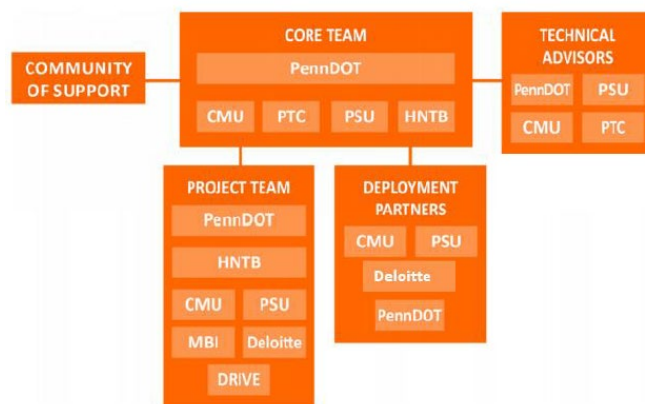 CORE TEAM
PennDOT
CMU PTC PSU HNTB
COMMUNITY
OF SUPPORT
TECHNICAL
ADVISORS
PennDOT PSU
CMU PTC
PROJECT TEAM
PennDOT
HNTB
CMU PSU
MBI Deloitte
DRIVE
DEPLOYMENT
PARTNERS
CMU PSU
Deloitte
PennDOT